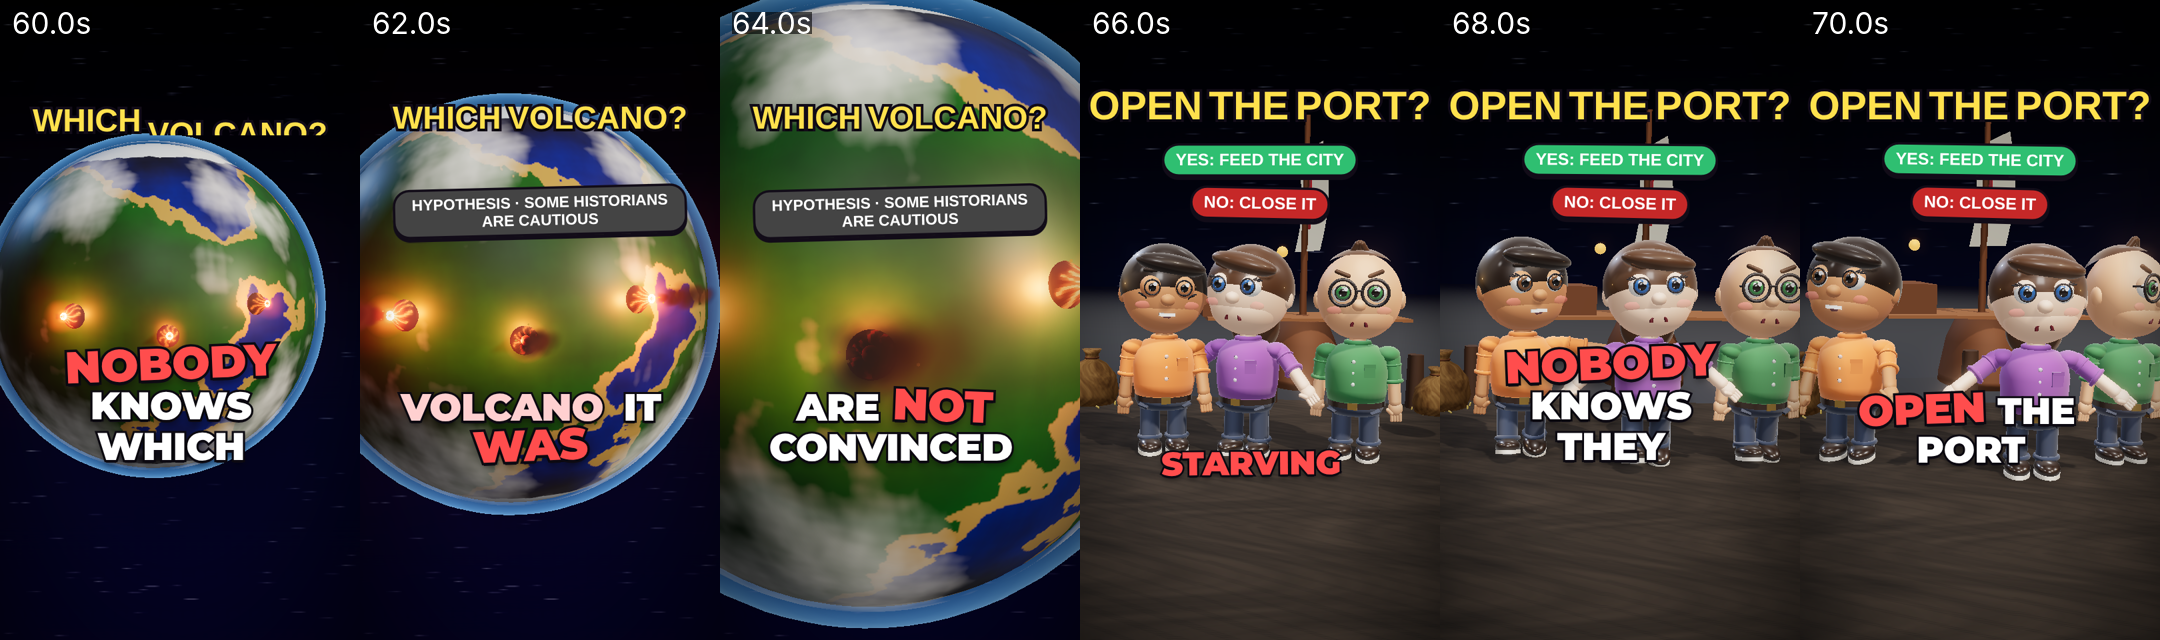 60.0s
WHICH VOLCANO?
NOBODY
KNOWS
WHICH
62.0s
WHICH VOLCANO?
HYPOTHESIS · SOME HISTORIANS
ARE CAUTIOUS
VOLCANO IT
WAS
64.0s
WHICH VOLCANO?
HYPOTHESIS · SOME HISTORIANS
ARE CAUTIOUS
ARE NOT
CONVINCED
66.0s
OPEN THE PORT?
YES: FEED THE CITY
NO: CLOSE IT
STARVING
68.0s
OPEN THE PORT?
YES: FEED THE CITY
NO: CLOSE IT
NOBODY
KNOWS
THEY
70.0s
OPEN THE PORT?
YES: FEED THE CITY
NO: CLOSE IT
OPEN THE
PORT